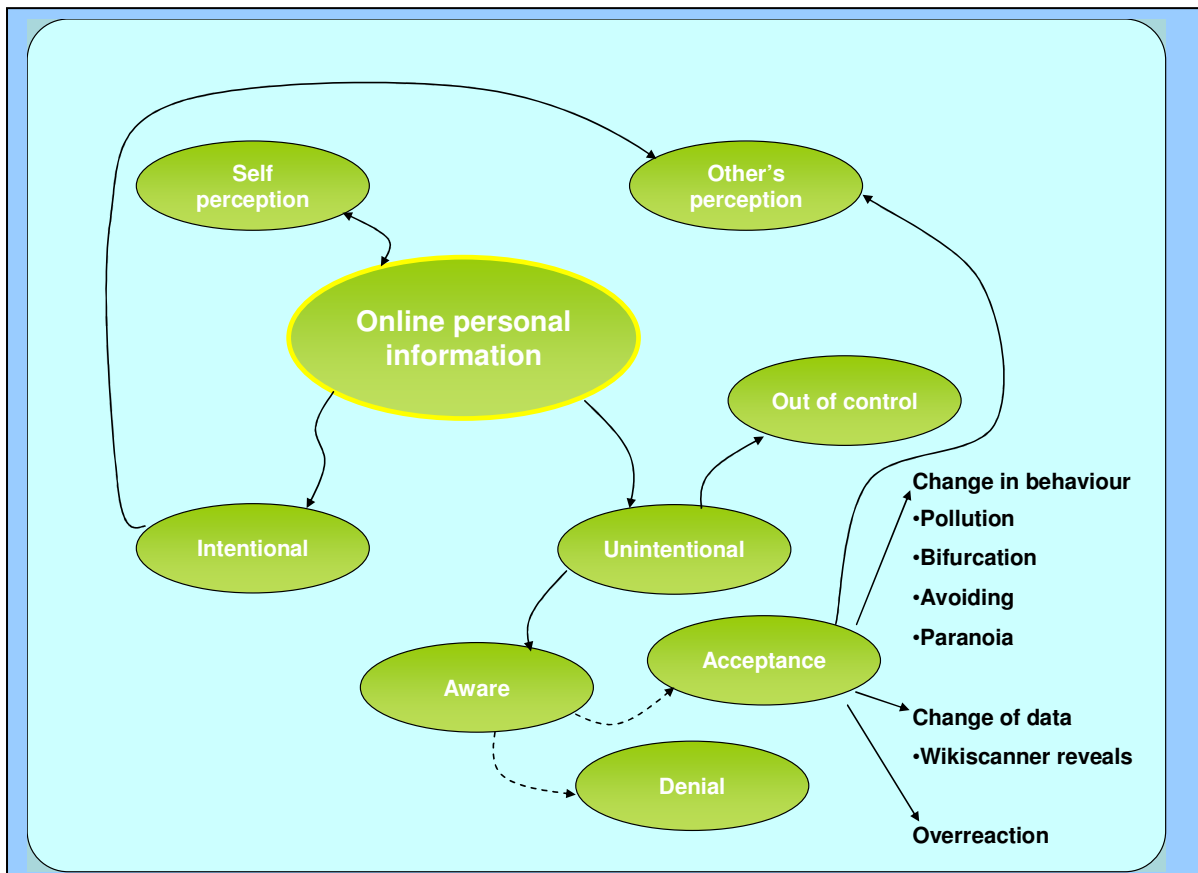 Self
perception
Other's
perception
Online personal
information
Out of control
Intentional
Unintentional
Change in behaviour
•Pollution
•Bifurcation
•Avoiding
•Paranoia
Acceptance
Aware
Change of data
•Wikiscanner reveals
Denial
Overreaction